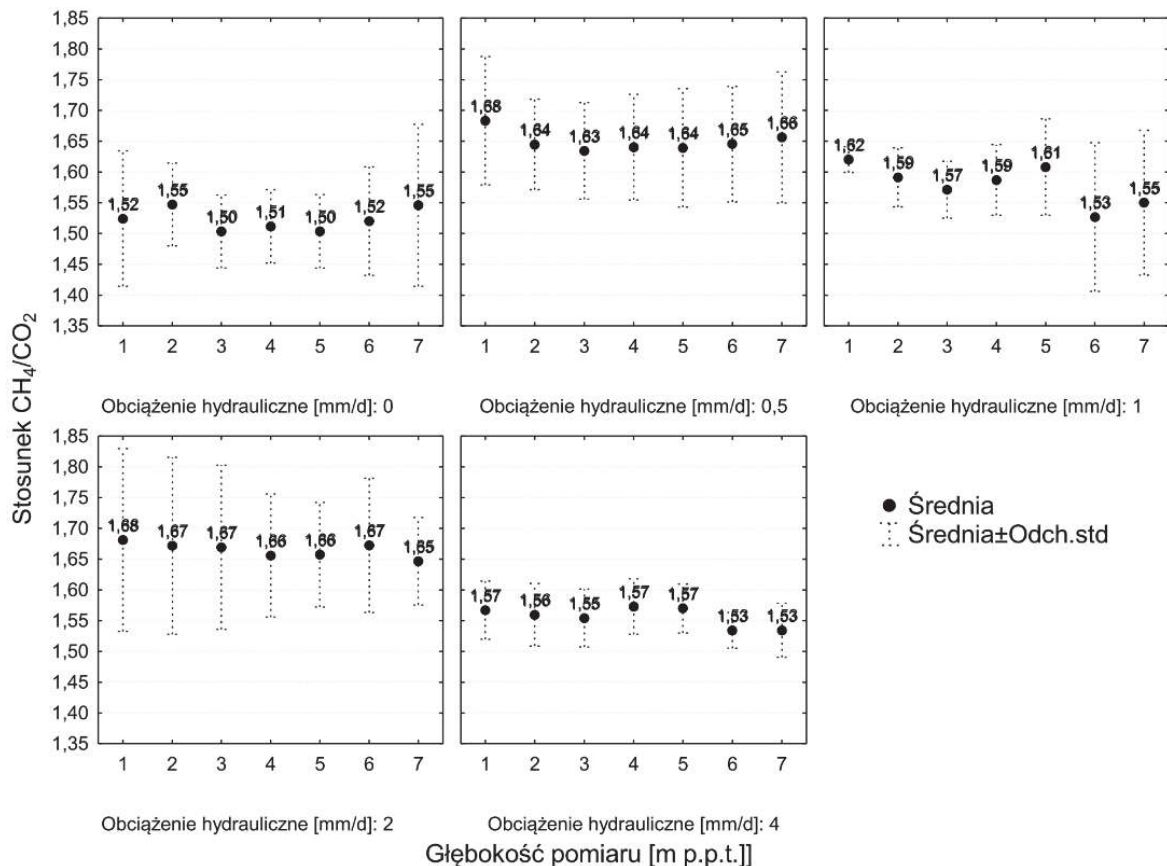 Stosunek CH₄/CO₂
1,85
1,80
1,75
1,70
1,65
1,60
1,55
1,50
1,45
1,40
1,35
1,52 1,55 1,50 1,51 1,50 1,52 1,55
1 2 3 4 5 6 7
Obciążenie hydrauliczne [mm/d]: 0
1,68 1,64 1,63 1,64 1,64 1,65 1,66
1 2 3 4 5 6 7
Obciążenie hydrauliczne [mm/d]: 0,5
1,62 1,59 1,57 1,59 1,61 1,53 1,55
1 2 3 4 5 6 7
Obciążenie hydrauliczne [mm/d]: 1
1,85
1,80
1,75
1,70
1,65
1,60
1,55
1,50
1,45
1,40
1,35
1,68 1,67 1,67 1,66 1,66 1,67 1,65
1 2 3 4 5 6 7
Obciążenie hydrauliczne [mm/d]: 2
1,57 1,56 1,55 1,57 1,57 1,53 1,53
1 2 3 4 5 6 7
Obciążenie hydrauliczne [mm/d]: 4
Średnia
Średnia±Odch.std
Głębokość pomiaru [m p.p.t.]]